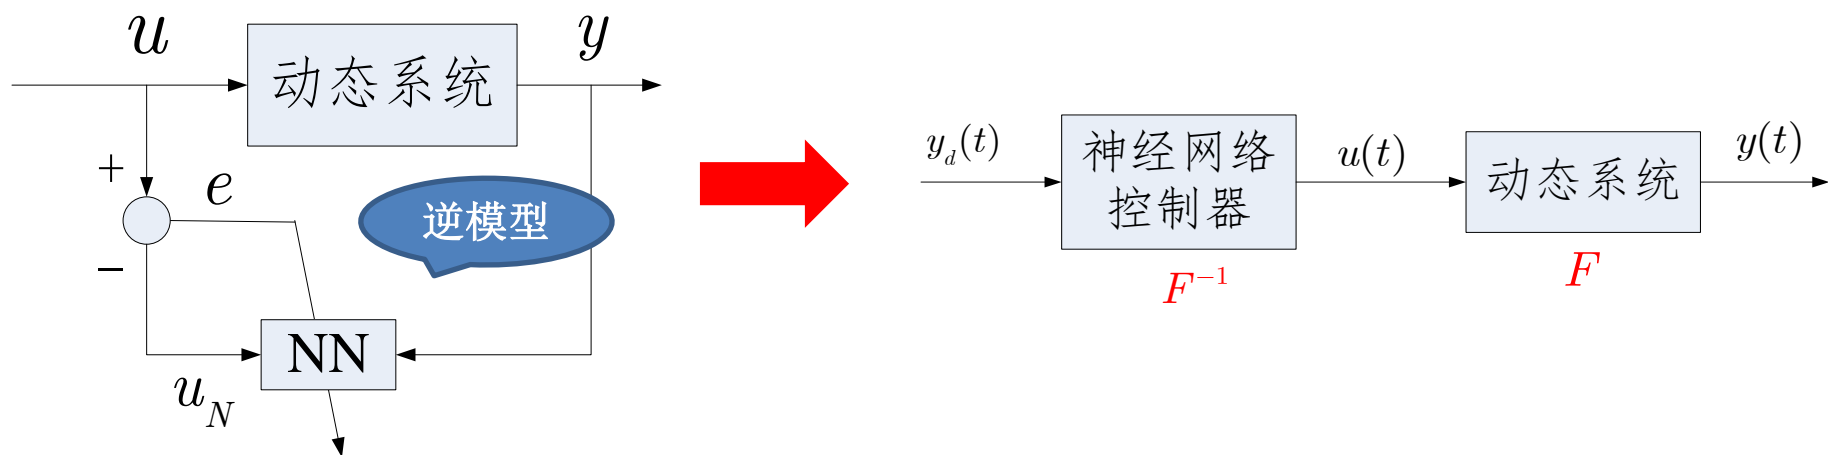 u
动态系统
y
+
e
逆模型
−
NN
u_N
y_d(t)
神经网络
控制器
u(t)
动态系统
y(t)
F^{-1}
F